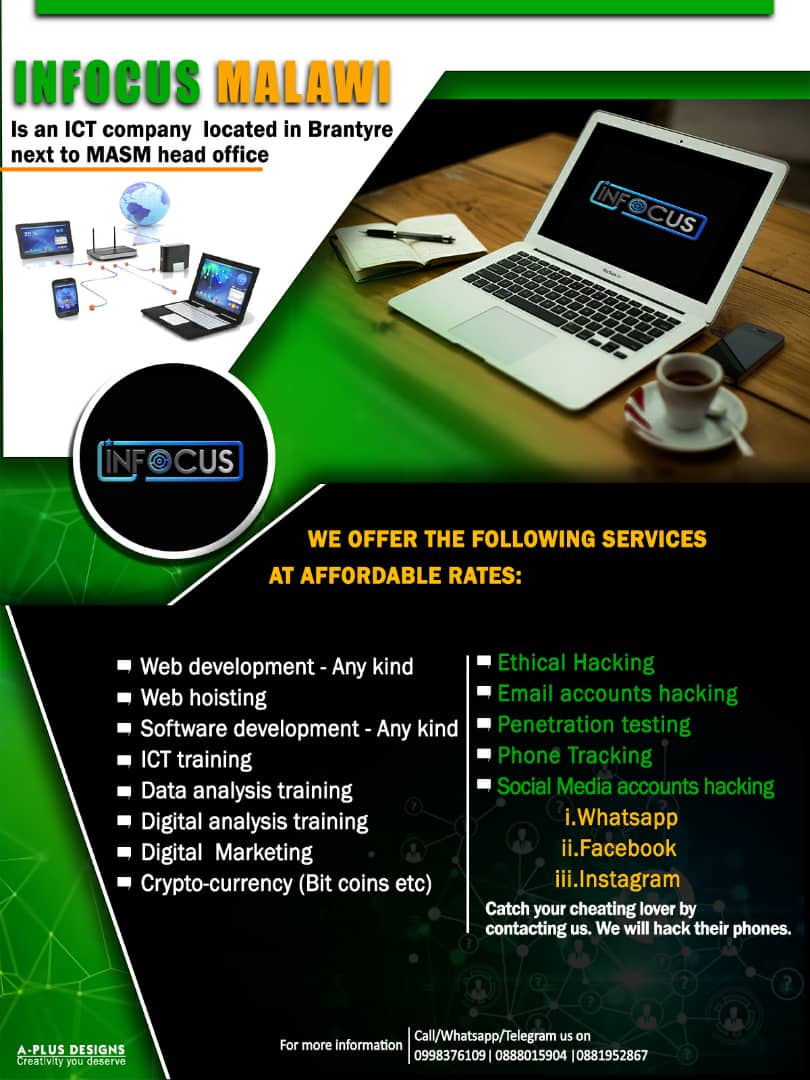 INFOCUS MALAWI
Is an ICT company located in Brantyre
next to MASM head office
INFOCUS
INFOCUS
WE OFFER THE FOLLOWING SERVICES
AT AFFORDABLE RATES:
Web development - Any kind
Web hoisting
Software development - Any kind
ICT training
Data analysis training
Digital analysis training
Digital Marketing
Crypto-currency (Bit coins etc)
Ethical Hacking
Email accounts hacking
Penetration testing
Phone Tracking
Social Media accounts hacking
i.Whatsapp
ii.Facebook
iii.Instagram
Catch your cheating lover by
contacting us. We will hack their phones.
A-PLUS DESIGNS
Creativity you deserve
For more information
Call/Whatsapp/Telegram us on
0998376109 | 0888015904 | 0881952867